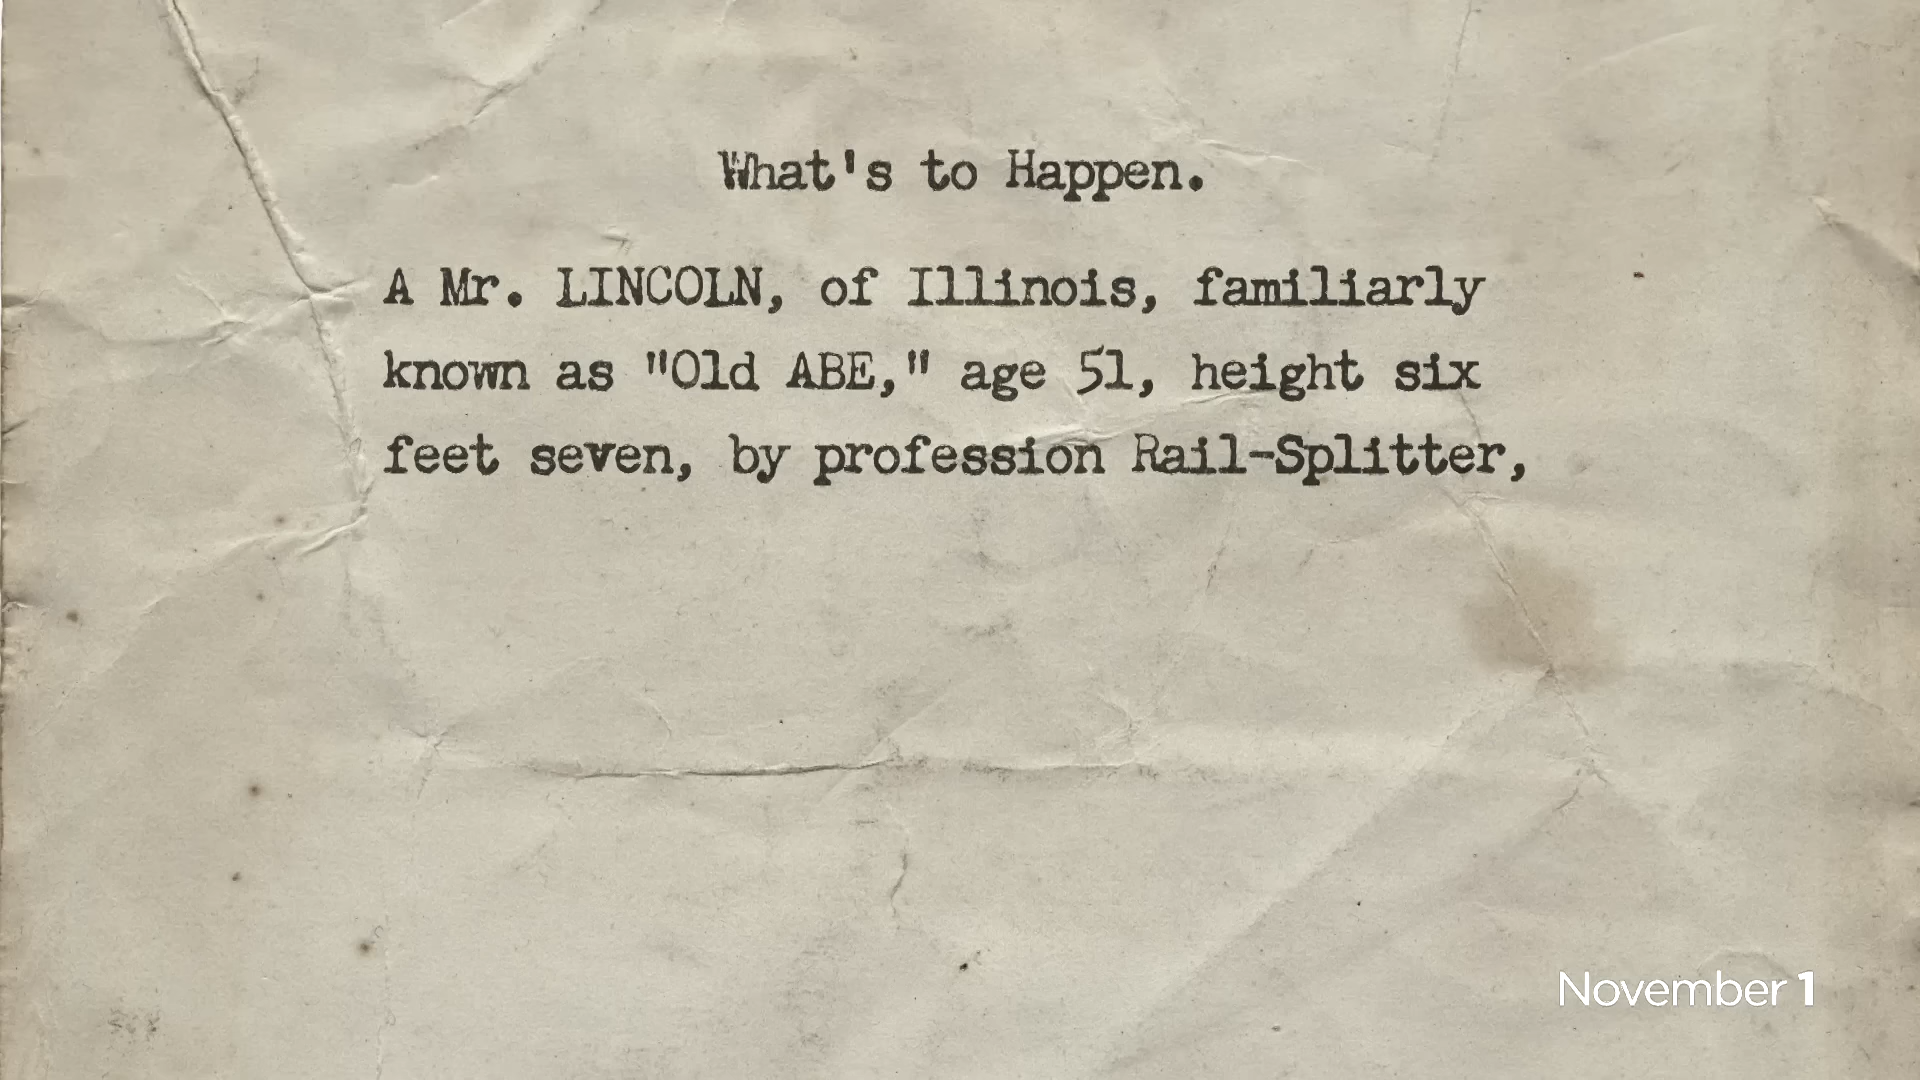 What's to Happen.
A Mr. LINCOLN, of Illinois, familiarly
known as "Old ABE," age 51, height six
feet seven, by profession Rail-Splitter,
November 1